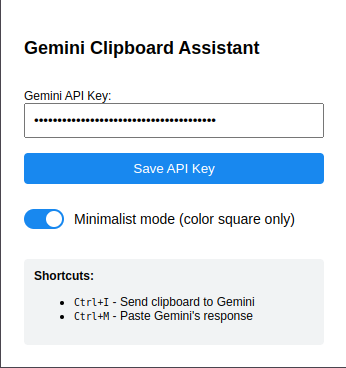 Gemini Clipboard Assistant
Gemini API Key:
•••••••••••••••••••••••••••••••••••••••
Save API Key
Minimalist mode (color square only)
Shortcuts:
• Ctrl+I - Send clipboard to Gemini
• Ctrl+M - Paste Gemini's response